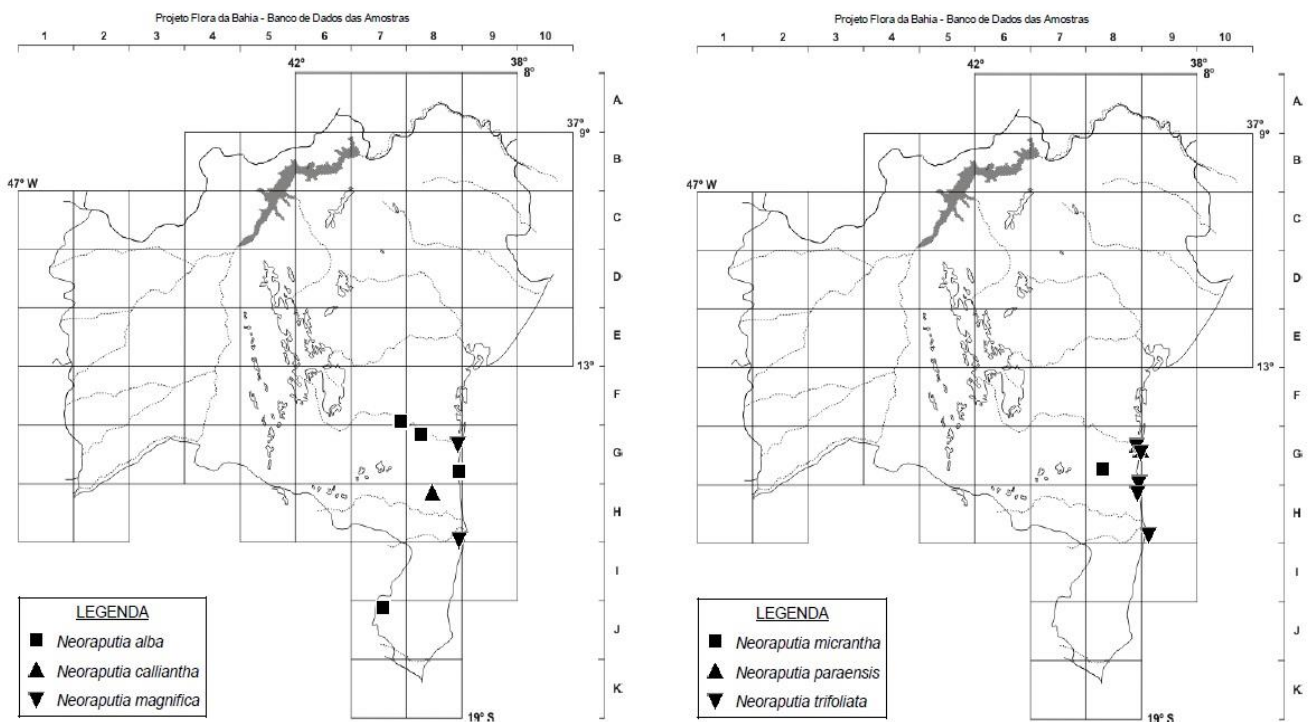 Projeto Flora da Bahia - Banco de Dados das Amostras
1 2 3 4 5 6 7 8 9 10
42° 38°
8°
A.
37°
9°
B
47° W
C
D
E
13°
F
G
H
I
J
K
19° S
LEGENDA
Neoraputia alba
Neoraputia calliantha
Neoraputia magnifica
Projeto Flora da Bahia - Banco de Dados das Amostras
1 2 3 4 5 6 7 8 9 10
42° 38°
8°
A.
37°
9°
B
47° W
C
D
E
13°
F
G
H
I
J
K
19° S
LEGENDA
Neoraputia micrantha
Neoraputia paraensis
Neoraputia trifoliata